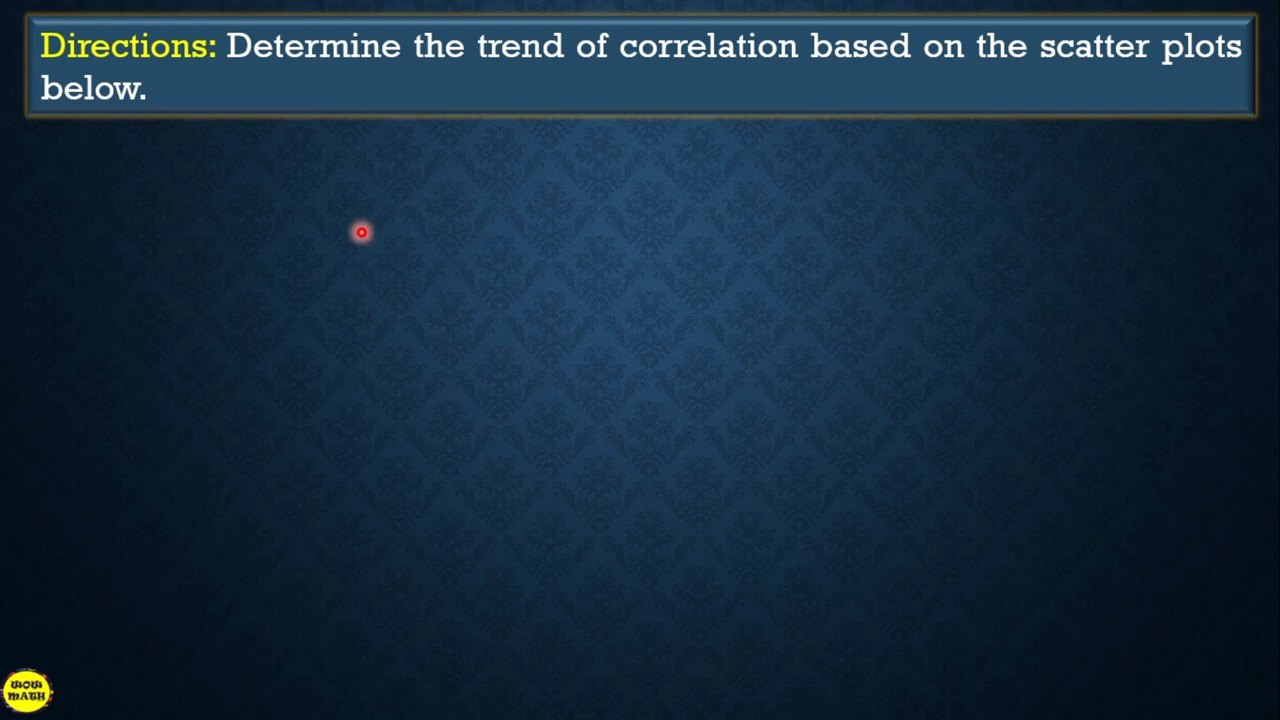 Directions: Determine the trend of correlation based on the scatter plots
below.
WOW
MATH